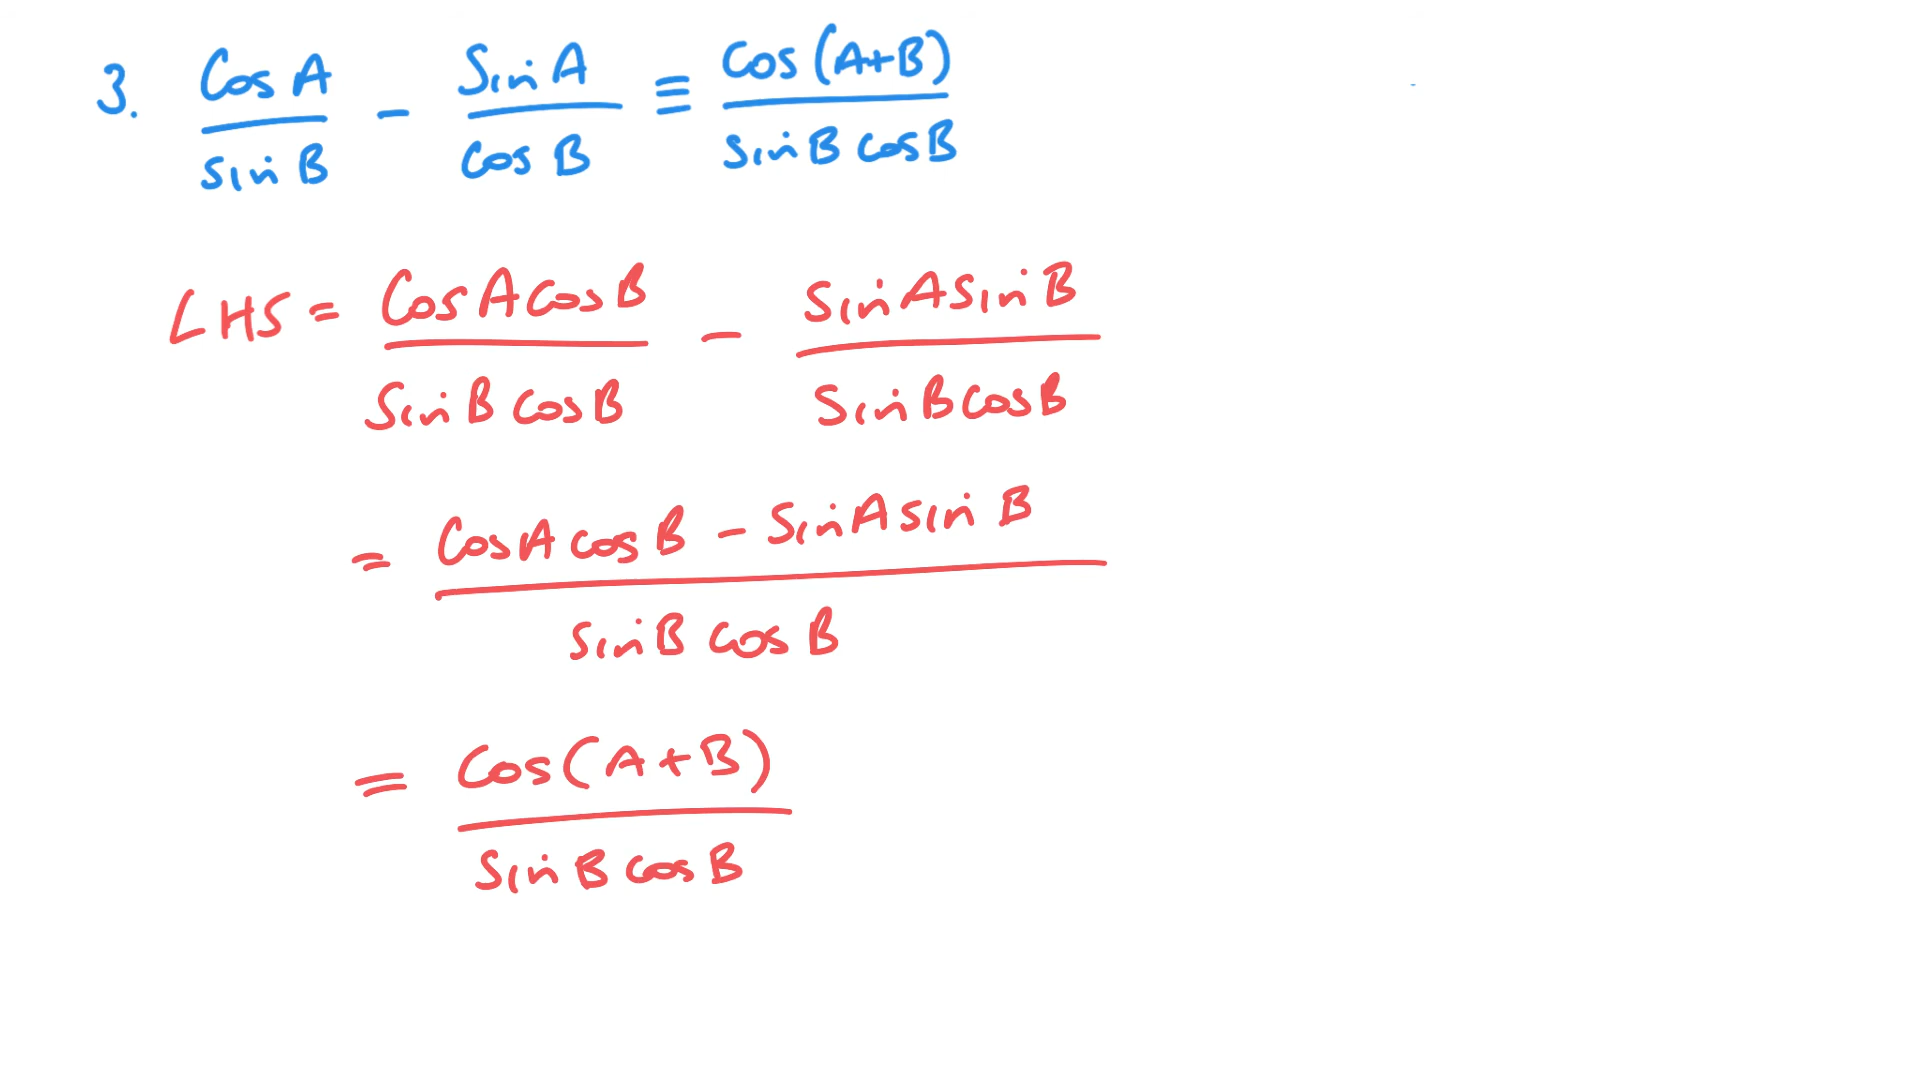 3. Cos A / sin B - Sin A / cos B ≡ Cos (A+B) / sin B cos B
LHS = Cos A cos B / Sin B cos B - Sin A sin B / Sin B cos B
= Cos A cos B - Sin A sin B / sin B cos B
= Cos (A+B) / Sin B cos B